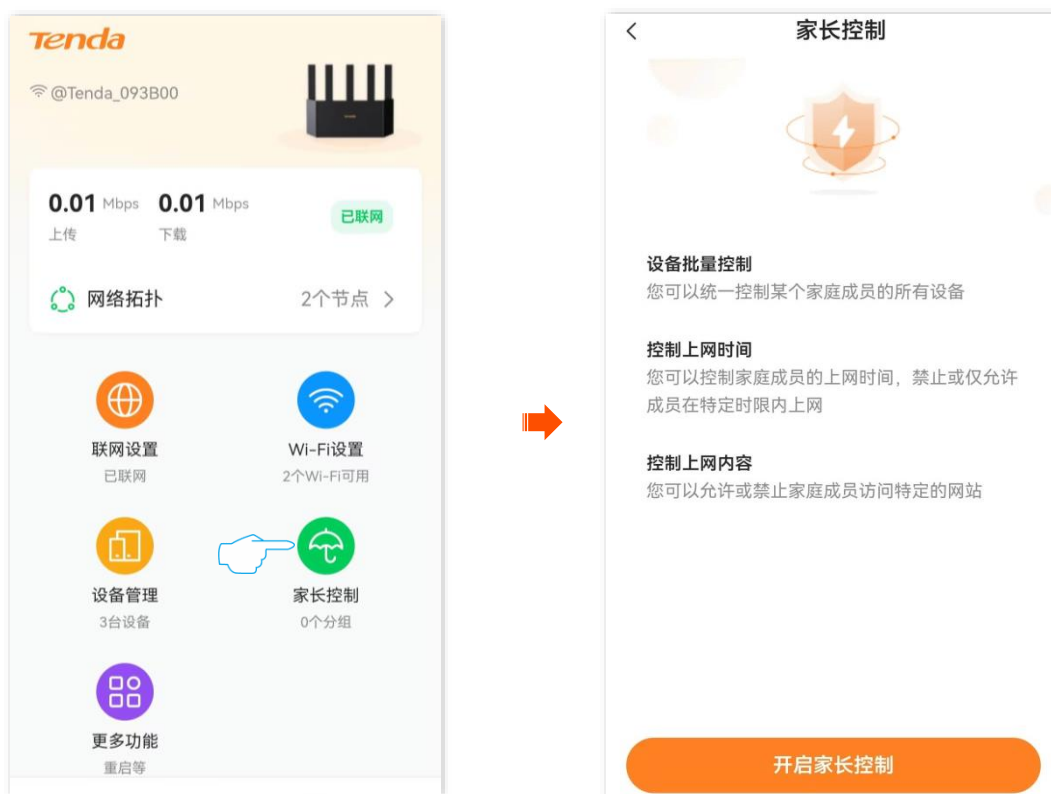 Tenda
@Tenda_093B00
0.01 Mbps 0.01 Mbps
上传 下载
已联网
网络拓扑 2个节点
联网设置 Wi-Fi设置
已联网 2个Wi-Fi可用
设备管理 家长控制
3台设备 0个分组
更多功能
重启等
家长控制
设备批量控制
您可以统一控制某个家庭成员的所有设备
控制上网时间
您可以控制家庭成员的上网时间，禁止或仅允许
成员在特定时限内上网
控制上网内容
您可以允许或禁止家庭成员访问特定的网站
开启家长控制